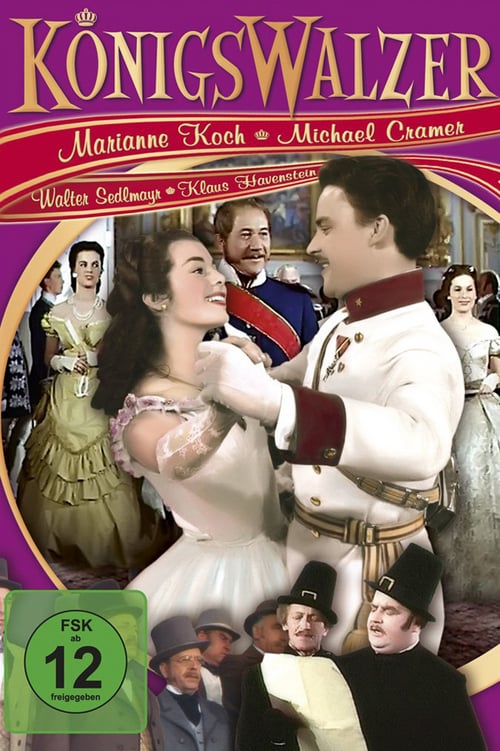 KÖNIGSWALZER
Marianne Koch Michael Cramer
Walter Sedlmayr Klaus Havenstein
FSK
ab
12
freigegeben